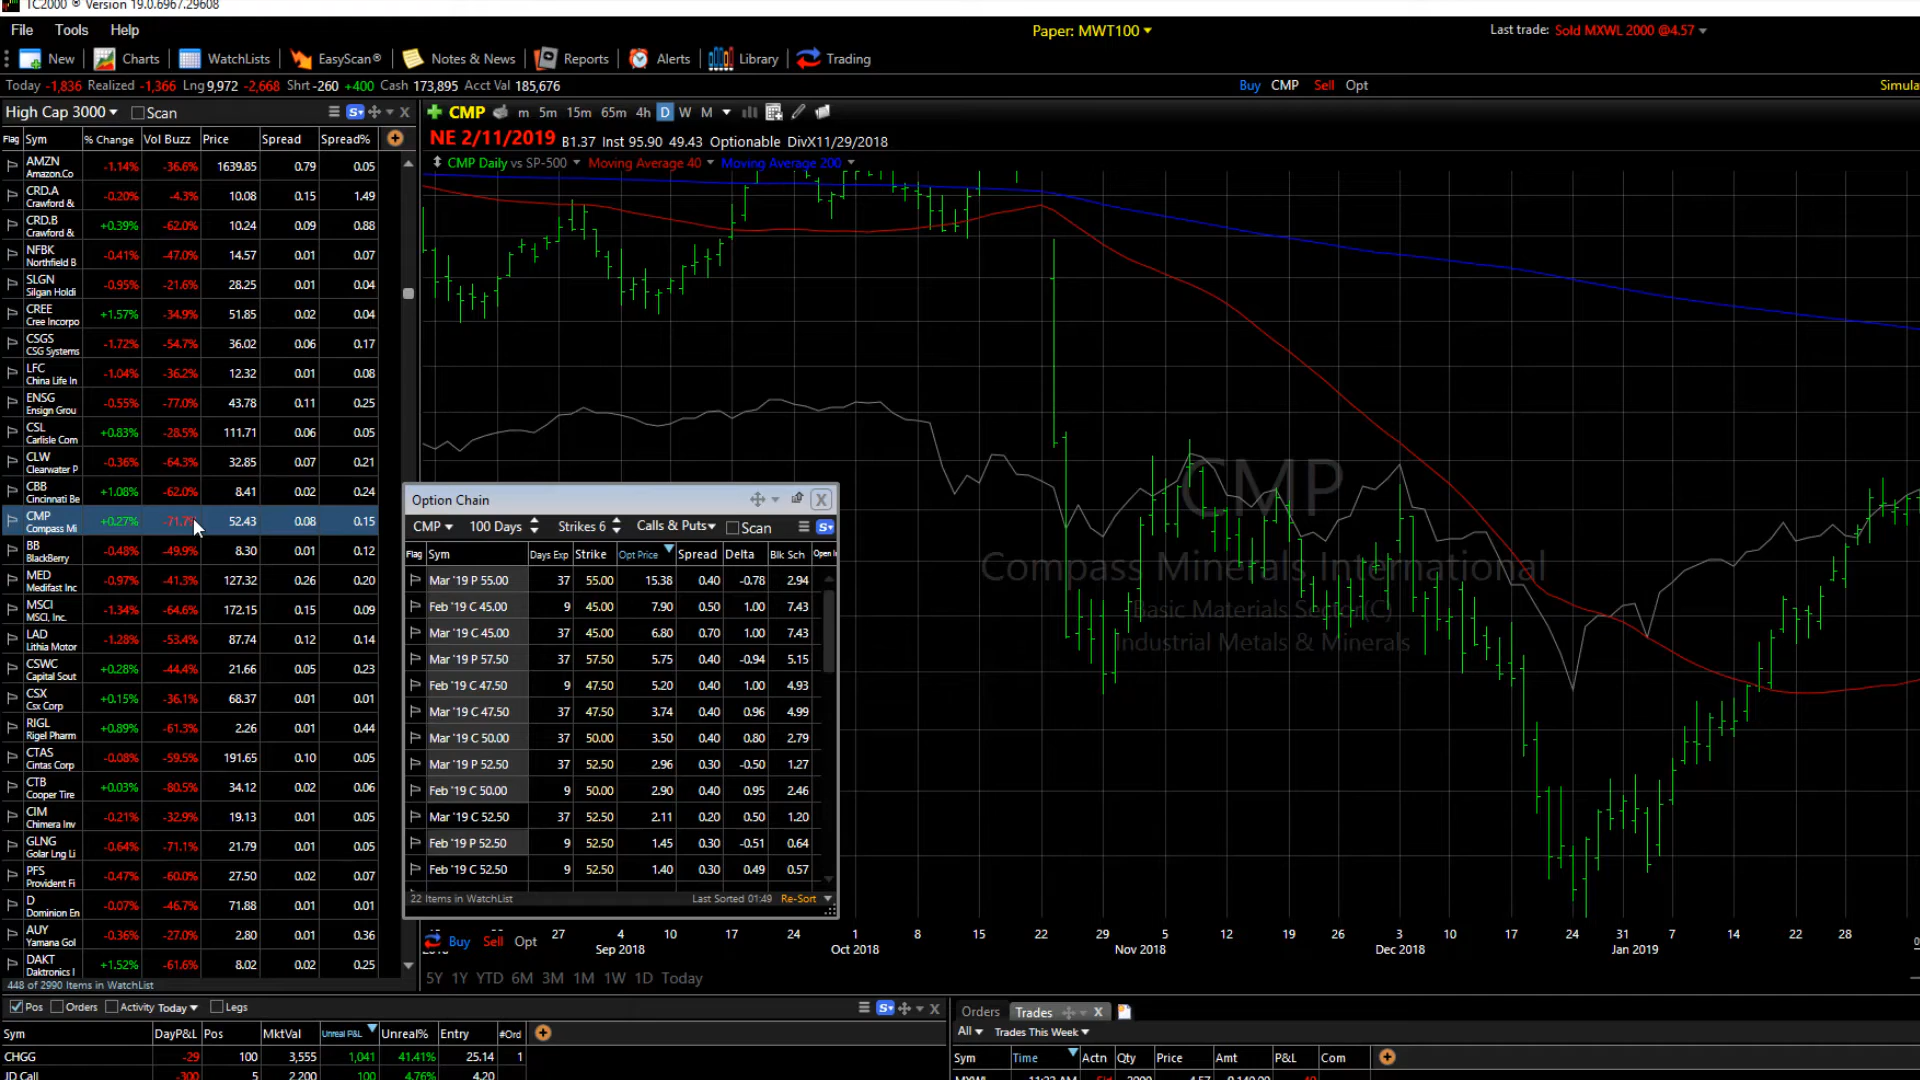 TC2000 ® Version 19.0.6967.29608
File Tools Help Paper: MWT100 Last trade: Sold MXWL 2000 @4.57
New Charts WatchLists EasyScan® Notes & News Reports Alerts Library Trading
Today -1,836 Realized -1,366 Lng 9,972 -2,668 Shrt -260 +400 Cash 173,895 Acct Val 185,676 Buy CMP Sell Opt
High Cap 3000 Scan S
Flag Sym % Change Vol Buzz Price Spread Spread%
AMZN -1.14% -36.6% 1639.85 0.79 0.05
Amazon.Co
CRD.A -0.20% -4.3% 10.08 0.15 1.49
Crawford &
CRD.B +0.39% -62.0% 10.24 0.09 0.88
Crawford &
NFBK -0.41% -47.0% 14.57 0.01 0.07
Northfield B
SLGN -0.95% -21.6% 28.25 0.01 0.04
Silgan Holdi
CREE +1.57% -34.9% 51.85 0.02 0.04
Cree Incorpo
CSGS -1.72% -54.7% 36.02 0.06 0.17
CSG Systems
LFC -1.04% -36.2% 12.32 0.01 0.08
China Life In
ENSG -0.55% -77.0% 43.78 0.11 0.25
Ensign Grou
CSL +0.83% -28.5% 111.71 0.06 0.05
Carlisle Com
CLW -0.36% -64.3% 32.85 0.07 0.21
Clearwater P
CBB +1.08% -62.0% 8.41 0.02 0.24
Cincinnati Be
CMP +0.27% 52.43 0.08 0.15
Compass Mi
BB -0.48% -49.9% 8.30 0.01 0.12
BlackBerry
MED -0.97% -41.3% 127.32 0.26 0.20
Medifast Inc
MSCI -1.34% -64.6% 172.15 0.15 0.09
MSCI, Inc.
LAD -1.28% -53.4% 87.74 0.12 0.14
Lithia Motor
CSWC +0.28% -44.4% 21.66 0.05 0.23
Capital Sout
CSX +0.15% -36.1% 68.37 0.01 0.01
Csx Corp
RIGL +0.89% -61.3% 2.26 0.01 0.44
Rigel Pharm
CTAS -0.08% -59.5% 191.65 0.10 0.05
Cintas Corp
CTB +0.03% -80.5% 34.12 0.02 0.06
Cooper Tire
CIM -0.21% -32.9% 19.13 0.01 0.05
Chimera Inv
GLNG -0.64% -71.1% 21.79 0.01 0.05
Golar Lng Li
PFS -0.47% -60.0% 27.50 0.02 0.07
Provident Fi
D -0.07% -46.7% 71.88 0.01 0.01
Dominion En
AUY -0.36% -27.0% 2.80 0.01 0.36
Yamana Gol
DAKT +1.52% -61.6% 8.02 0.02 0.25
Daktronics I
448 of 2990 Items in WatchList
CMP m 5m 15m 65m 4h D W M
NE 2/11/2019 B1.37 Inst 95.90 49.43 Optionable DivX11/29/2018
CMP Daily vs SP-500 Moving Average 40 Moving Average 200
CMP
Compass Minerals International
Basic Materials Sector(C)
Industrial Metals & Minerals
Option Chain X
CMP 100 Days Strikes 6 Calls & Puts Scan S
Flag Sym Days Exp Strike Opt Price Spread Delta Blk Sch
Mar '19 P 55.00 37 55.00 15.38 0.40 -0.78 2.94
Feb '19 C 45.00 9 45.00 7.90 0.50 1.00 7.43
Mar '19 C 45.00 37 45.00 6.80 0.70 1.00 7.43
Mar '19 P 57.50 37 57.50 5.75 0.40 -0.94 5.15
Feb '19 C 47.50 9 47.50 5.20 0.40 1.00 4.93
Mar '19 C 47.50 37 47.50 3.74 0.40 0.96 4.99
Mar '19 C 50.00 37 50.00 3.50 0.40 0.80 2.79
Mar '19 P 52.50 37 52.50 2.96 0.30 -0.50 1.27
Feb '19 C 50.00 9 50.00 2.90 0.40 0.95 2.46
Mar '19 C 52.50 37 52.50 2.11 0.20 0.50 1.20
Feb '19 P 52.50 9 52.50 1.45 0.30 -0.51 0.64
Feb '19 C 52.50 9 52.50 1.40 0.30 0.49 0.57
22 Items in WatchList Last Sorted 01:49 Re-Sort
Buy Sell Opt
27 4 10 17 24 1 8 15 22 29 5 12 19 26 3 10 17 24 31 7 14 22 28
Sep 2018 Oct 2018 Nov 2018 Dec 2018 Jan 2019
5Y 1Y YTD 6M 3M 1M 1W 1D Today
Pos Orders Activity Today Legs S
Sym DayP&L Pos MktVal Unreal P&L Unreal% Entry #Ord
CHGG -29 100 3,555 1,041 41.41% 25.14 1
JD Call -300 5 2,200 100 4.76% 4.20
Orders Trades X
All Trades This Week
Sym Time Actn Qty Price Amt P&L Com